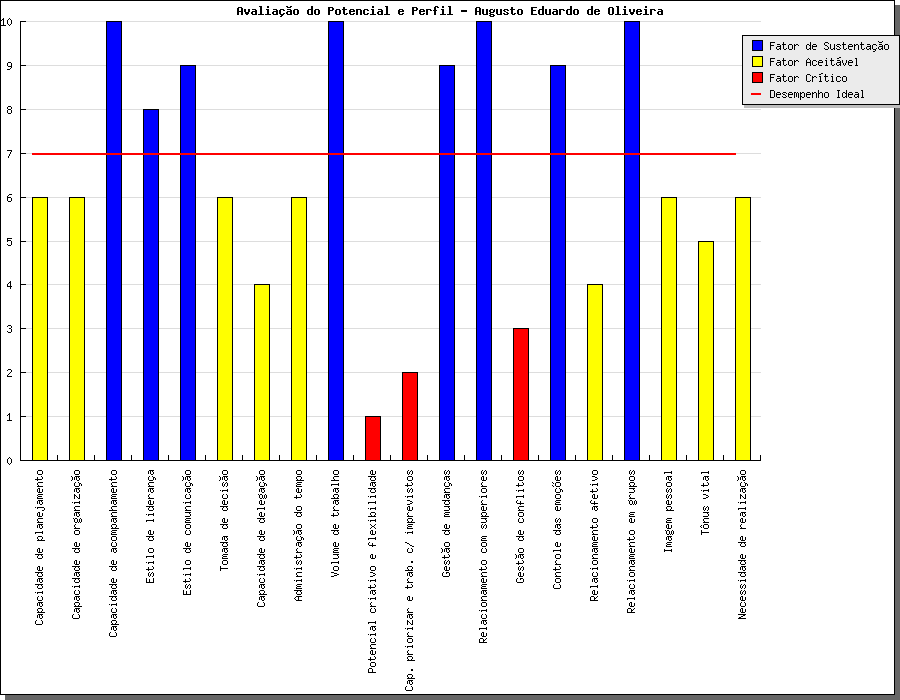 Avaliação do Potencial e Perfil - Augusto Eduardo de Oliveira
Fator de Sustentação
Fator Aceitável
Fator Crítico
Desempenho Ideal
10
9
8
7
6
5
4
3
2
1
0
Capacidade de planejamento
Capacidade de organização
Capacidade de acompanhamento
Estilo de liderança
Estilo de comunicação
Tomada de decisão
Capacidade de delegação
Administração do tempo
Volume de trabalho
Potencial criativo e flexibilidade
Cap. priorizar e trab. c/ imprevistos
Gestão de mudanças
Relacionamento com superiores
Gestão de conflitos
Controle das emoções
Relacionamento afetivo
Relacionamento em grupos
Imagem pessoal
Tônus vital
Necessidade de realização